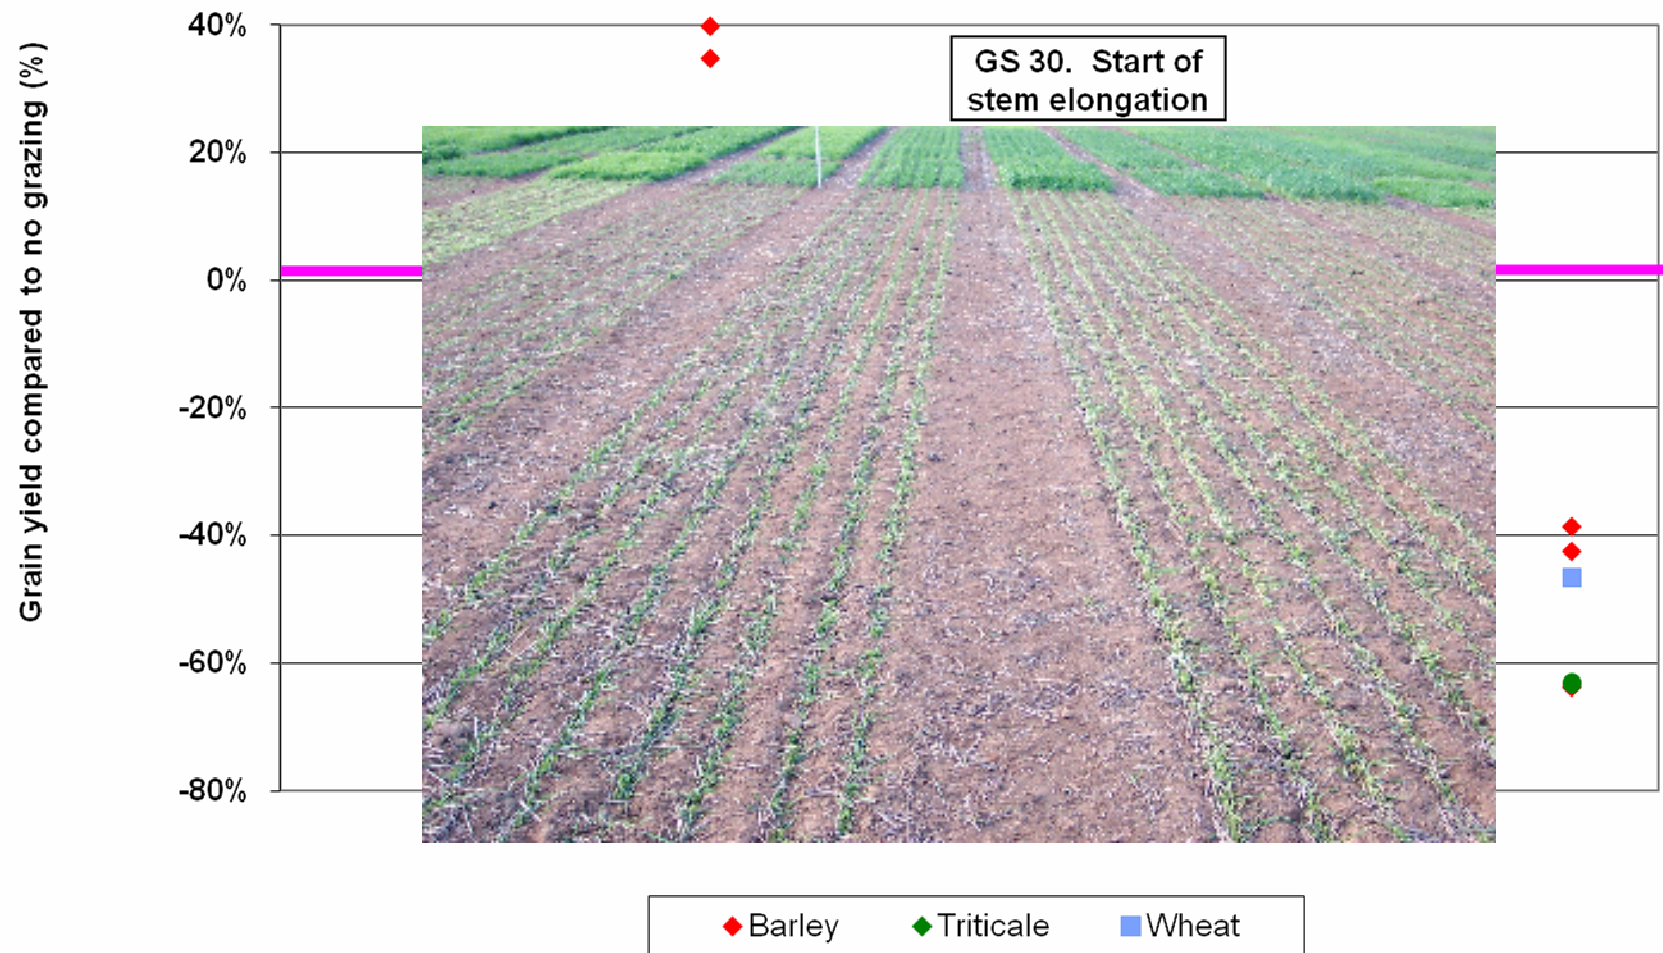 Grain yield compared to no grazing (%)
40%
20%
0%
-20%
-40%
-60%
-80%
GS 30. Start of
stem elongation
Barley
Triticale
Wheat